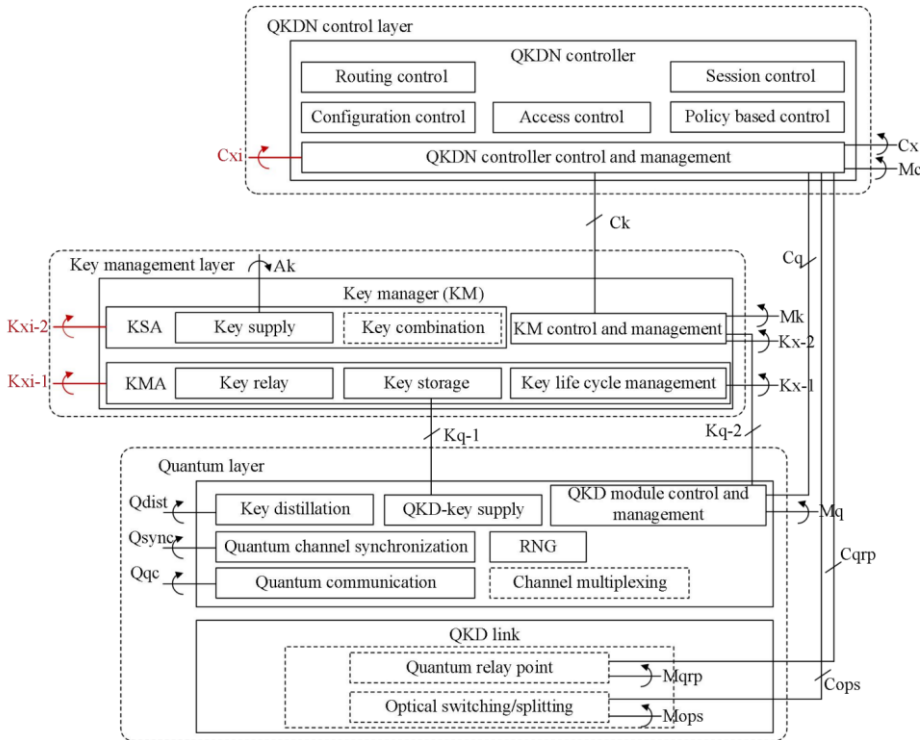 QKDN control layer
QKDN controller
Routing control
Session control
Configuration control
Access control
Policy based control
Cxi
QKDN controller control and management
Cx
Mc
Ck
Cq
Key management layer
Ak
Key manager (KM)
Kxi-2
KSA
Key supply
Key combination
KM control and management
Mk
Kx-2
Kxi-1
KMA
Key relay
Key storage
Key life cycle management
Kx-1
Kq-1
Kq-2
Quantum layer
Qdist
Key distillation
QKD-key supply
QKD module control and
management
Mq
Qsync
Quantum channel synchronization
RNG
Cqrp
Qqc
Quantum communication
Channel multiplexing
QKD link
Quantum relay point
Mqrp
Cops
Optical switching/splitting
Mops